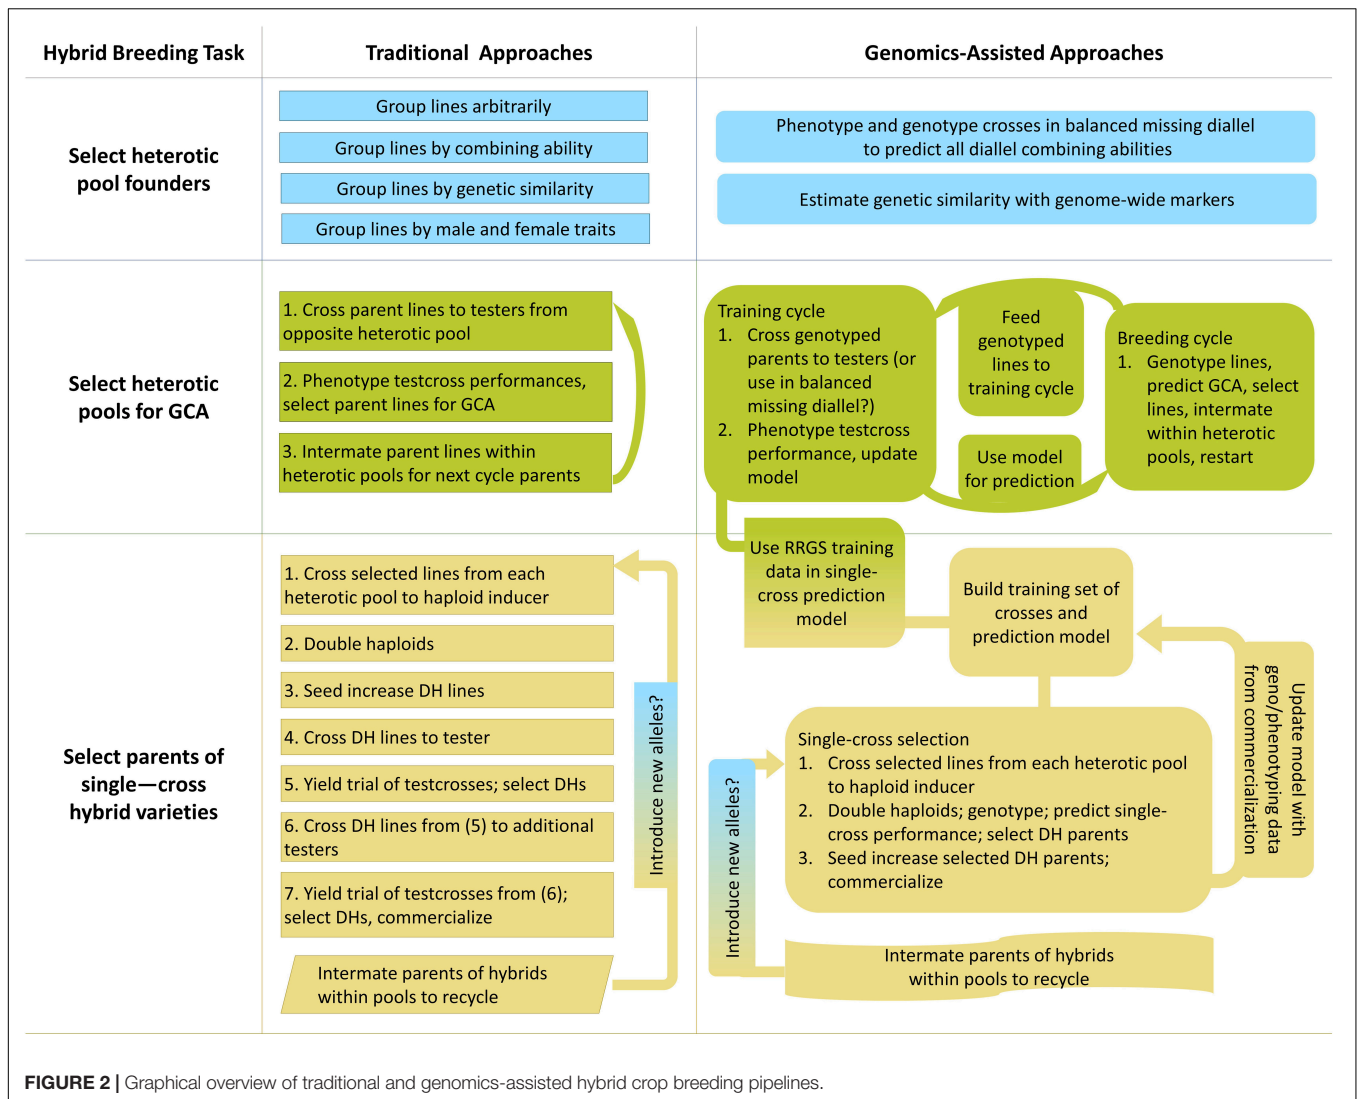 Hybrid Breeding Task
Traditional Approaches
Genomics-Assisted Approaches
Select heterotic
pool founders
Group lines arbitrarily
Group lines by combining ability
Group lines by genetic similarity
Group lines by male and female traits
Phenotype and genotype crosses in balanced missing diallel
to predict all diallel combining abilities
Estimate genetic similarity with genome-wide markers
Select heterotic
pools for GCA
1. Cross parent lines to testers from
opposite heterotic pool
2. Phenotype testcross performances,
select parent lines for GCA
3. Intermate parent lines within
heterotic pools for next cycle parents
Training cycle
1. Cross genotyped
parents to testers (or
use in balanced
missing diallel?)
2. Phenotype testcross
performance, update
model
Feed
genotyped
lines to
training cycle
Use model
for prediction
Breeding cycle
1. Genotype lines,
predict GCA, select
lines, intermate
within heterotic
pools, restart
Select parents of
single—cross
hybrid varieties
1. Cross selected lines from each
heterotic pool to haploid inducer
2. Double haploids
3. Seed increase DH lines
4. Cross DH lines to tester
5. Yield trial of testcrosses; select DHs
6. Cross DH lines from (5) to additional
testers
7. Yield trial of testcrosses from (6);
select DHs, commercialize
Intermate parents of hybrids
within pools to recycle
Introduce new alleles?
Use RRGS training
data in single-
cross prediction
model
Build training set of
crosses and
prediction model
Single-cross selection
1. Cross selected lines from each heterotic pool
to haploid inducer
2. Double haploids; genotype; predict single-
cross performance; select DH parents
3. Seed increase selected DH parents;
commercialize
Update model with
geno/phenotyping data
from commercialization
Introduce new alleles?
Intermate parents of hybrids
within pools to recycle
FIGURE 2 | Graphical overview of traditional and genomics-assisted hybrid crop breeding pipelines.